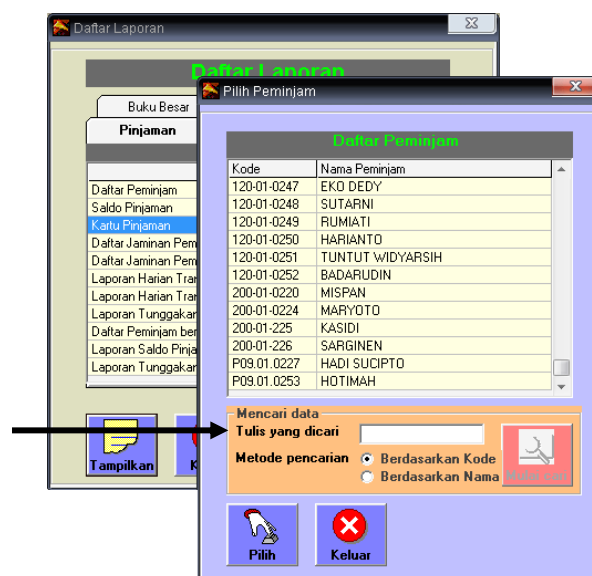 Daftar Laporan
Daftar Laporan
Buku Besar
Pinjaman
Daftar Peminjam
Saldo Pinjaman
Kartu Pinjaman
Daftar Jaminan Pem
Daftar Jaminan Pem
Laporan Harian Tran
Laporan Harian Tran
Laporan Tunggakan
Daftar Peminjam ber
Laporan Saldo Pinja
Laporan Tunggakan
Tampilkan K
Pilih Peminjam
Daftar Peminjam
Kode Nama Peminjam
120-01-0247 EKO DEDY
120-01-0248 SUTARNI
120-01-0249 RUMIATI
120-01-0250 HARIANTO
120-01-0251 TUNTUT WIDYARSIH
120-01-0252 BADARUDIN
200-01-0220 MISPAN
200-01-0224 MARYOTO
200-01-225 KASIDI
200-01-226 SARGINEN
P09.01.0227 HADI SUCIPTO
P09.01.0253 HOTIMAH
Mencari data
Tulis yang dicari
Metode pencarian Berdasarkan Kode
Berdasarkan Nama
Mulai cari
Pilih Keluar